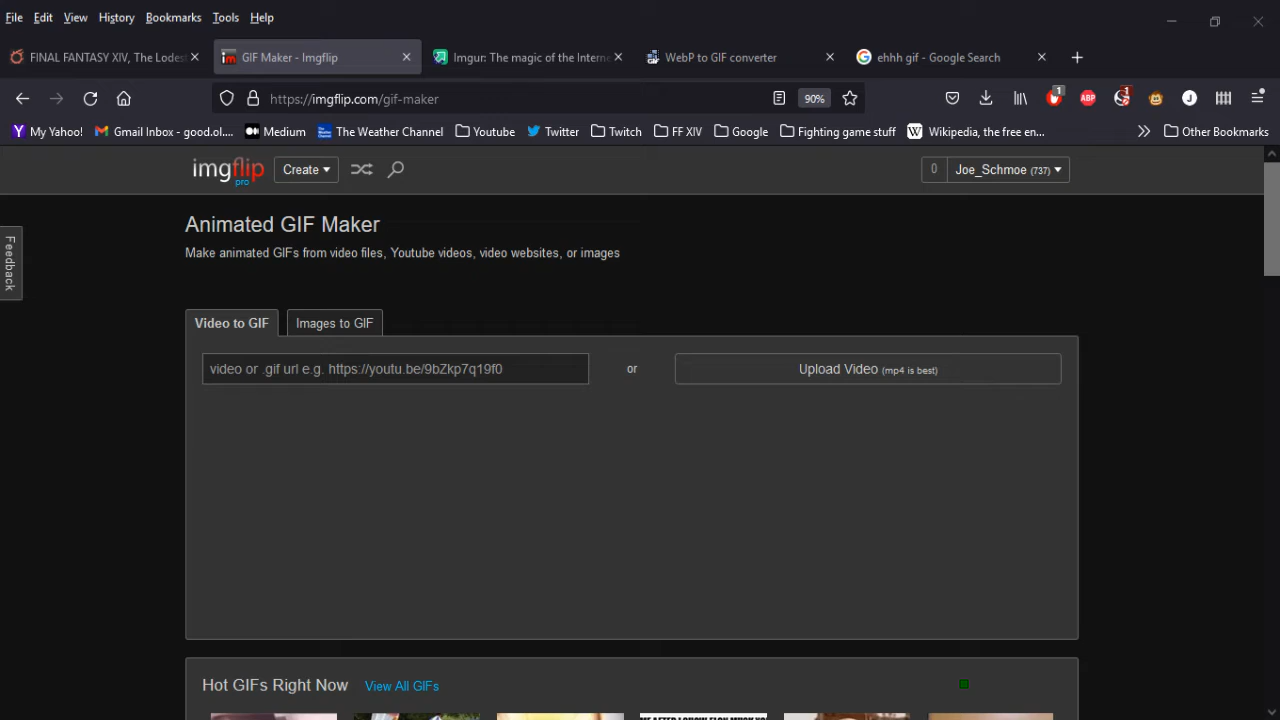 File Edit View History Bookmarks Tools Help
FINAL FANTASY XIV, The Lodest
GIF Maker - Imgflip
Imgur: The magic of the Interne
WebP to GIF converter
ehhh gif - Google Search
https://imgflip.com/gif-maker
90%
1
ABP
1
J
My Yahoo!
Gmail Inbox - good.ol....
Medium
The Weather Channel
Youtube
Twitter
Twitch
FF XIV
Google
Fighting game stuff
Wikipedia, the free en...
Other Bookmarks
imgflip
pro
Create
0
Joe_Schmoe (737)
Feedback
Animated GIF Maker
Make animated GIFs from video files, Youtube videos, video websites, or images
Video to GIF
Images to GIF
video or .gif url e.g. https://youtu.be/9bZkp7q19f0
or
Upload Video (mp4 is best)
Hot GIFs Right Now
View All GIFs